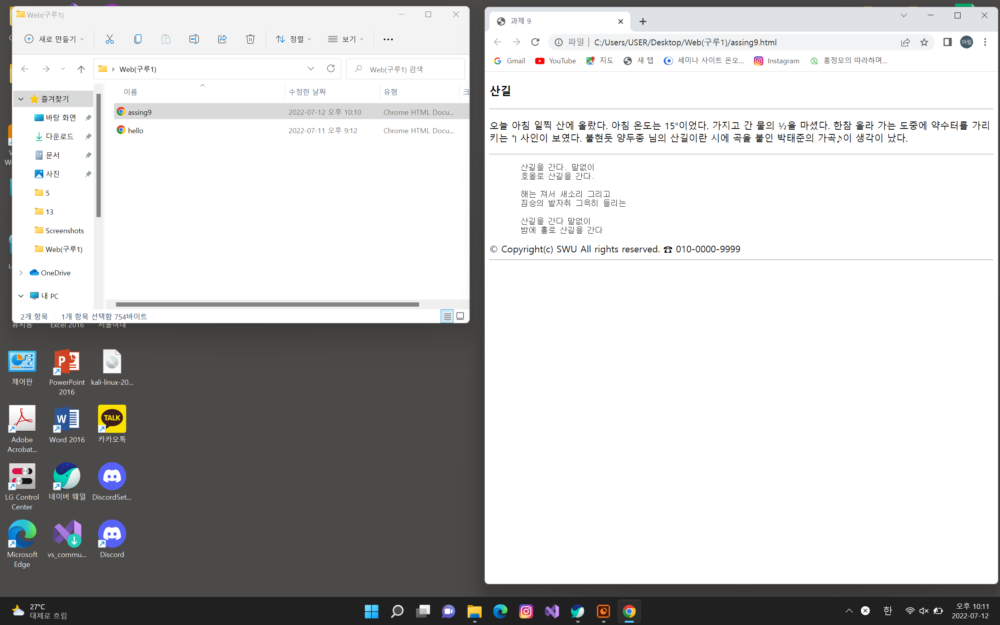 Web(구루1)
새로 만들기
정렬
보기
Web(구루1)
Web(구루1) 검색
이름
수정한 날짜
유형
크
즐겨찾기
바탕 화면
다운로드
문서
사진
5
13
Screenshots
Web(구루1)
OneDrive
내 PC
assing9 2022-07-12 오후 10:10 Chrome HTML Docu...
hello 2022-07-11 오후 9:12 Chrome HTML Docu...
2개 항목 1개 항목 선택함 754바이트
Excel 2016
서울여대
제어판
PowerPoint
2016
kali-linux-20...
Adobe
Acrobat...
Word 2016
카카오톡
LG Control
Center
네이버 웨일
DiscordSet...
Microsoft
Edge
vs_commu...
Discord
과제 9
파일 C:/Users/USER/Desktop/Web(구루1)/assing9.html
아림
Gmail
YouTube
지도
새 탭
세미나 사이트 온오...
Instagram
홍정모의 따라하며...
산길
오늘 아침 일찍 산에 올랐다. 아침 온도는 15°이었다. 가지고 간 물의 ½을 마셨다. 한참 올라 가는 도중에 약수터를 가리
키는 ↰ 사인이 보였다. 불현듯 양두종 님의 산길이란 시에 곡을 붙인 박태준의 가곡♪이 생각이 났다.
산길을 간다. 말없이
호올로 산길을 간다.
해는 져서 새소리 그리고
짐승의 발자취 그윽히 들리는
산길을 간다 말없이
밤에 홀로 산길을 간다
© Copyright(c) SWU All rights reserved. ☎ 010-0000-9999
27°C
대체로 흐림
한
오후 10:11
2022-07-12